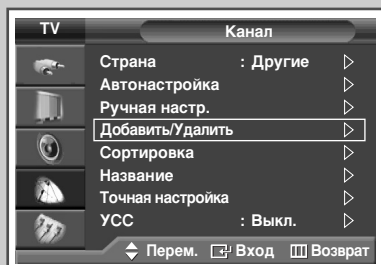 TV Канал
Страна : Другие
Автонастройка
Ручная настр.
Добавить/Удалить
Сортировка
Название
Точная настройка
УСС : Выкл.
Перем. Вход Возврат